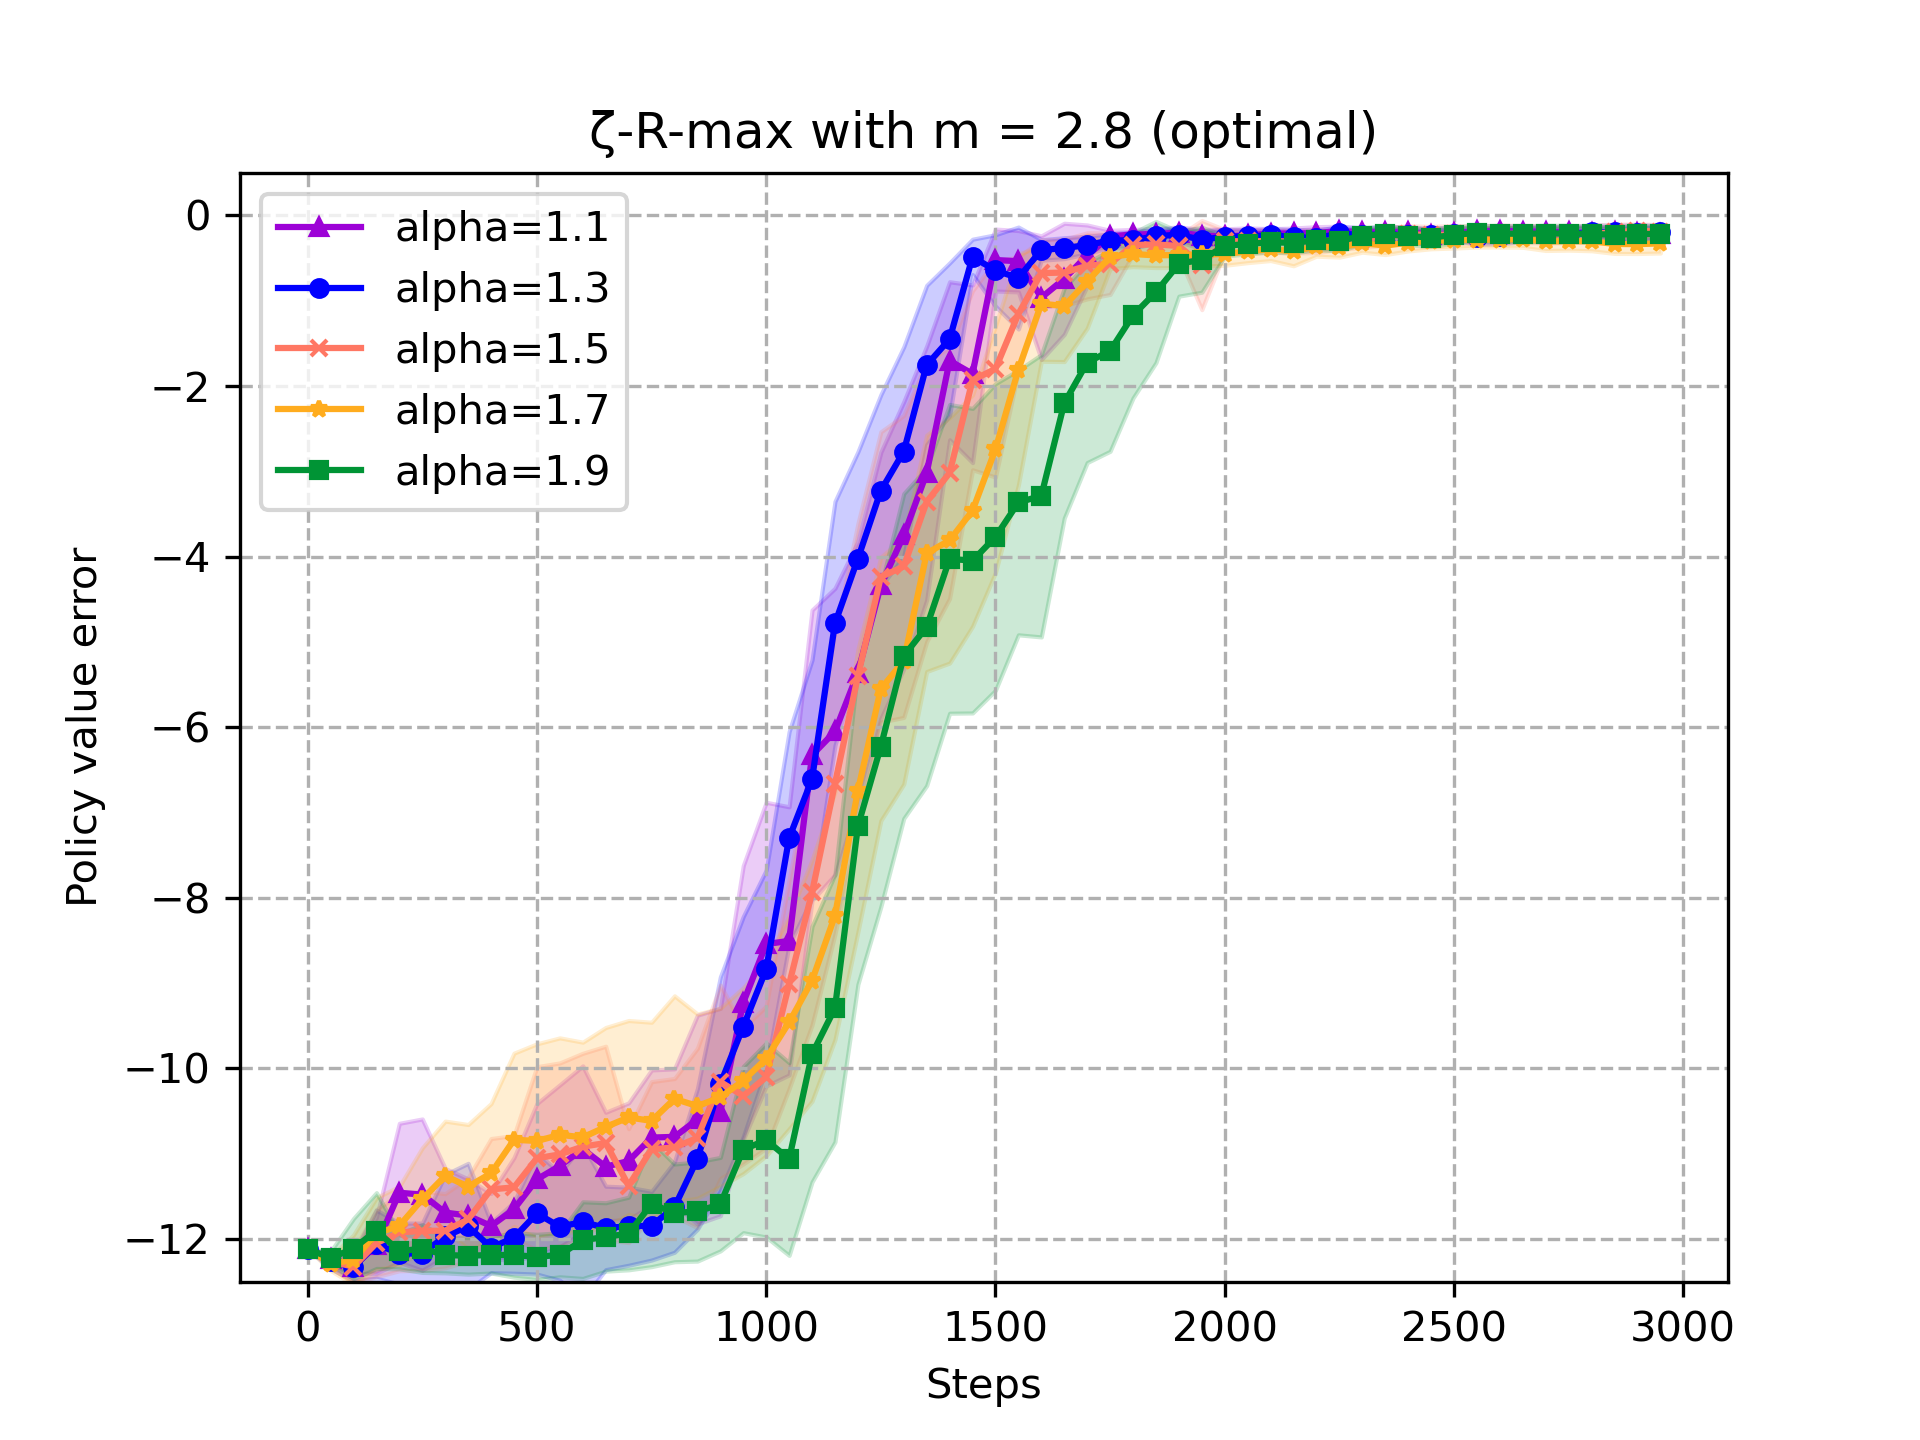 ζ-R-max with m = 2.8 (optimal)
alpha=1.1
alpha=1.3
alpha=1.5
alpha=1.7
alpha=1.9
Policy value error
0
−2
−4
−6
−8
−10
−12
0 500 1000 1500 2000 2500 3000
Steps